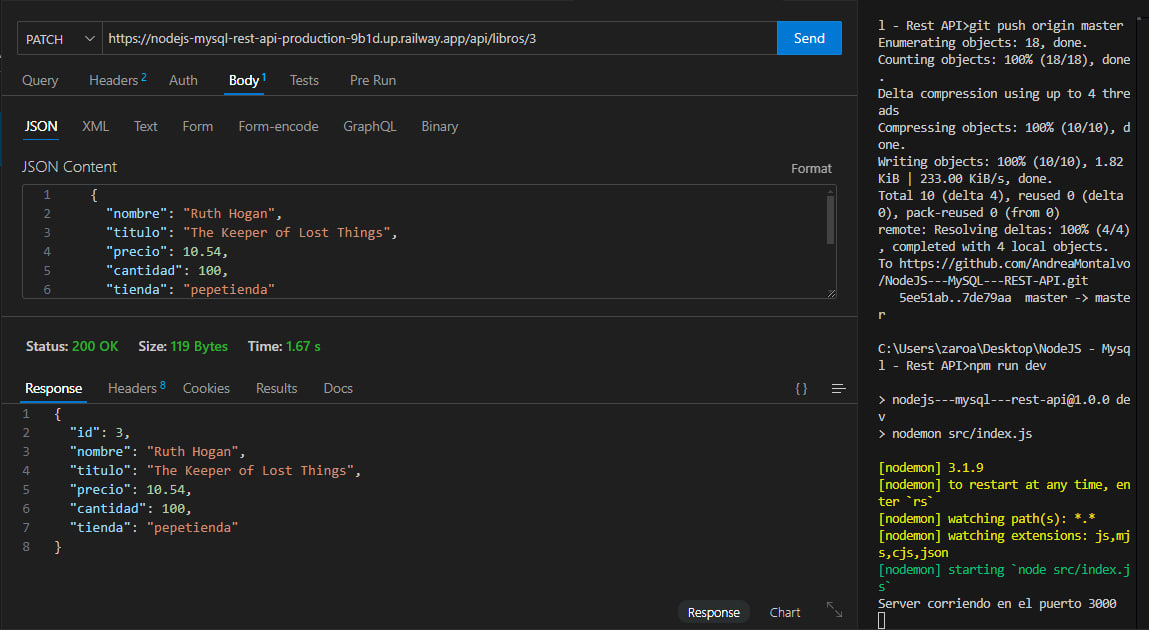 PATCH
https://nodejs-mysql-rest-api-production-9b1d.up.railway.app/api/libros/3
Send
Query
Headers 2
Auth
Body 1
Tests
Pre Run
JSON
XML
Text
Form
Form-encode
GraphQL
Binary
JSON Content
Format
1 {
2 "nombre": "Ruth Hogan",
3 "titulo": "The Keeper of Lost Things",
4 "precio": 10.54,
5 "cantidad": 100,
6 "tienda": "pepetienda"
Status: 200 OK Size: 119 Bytes Time: 1.67 s
Response
Headers 8
Cookies
Results
Docs
{ }
1 {
2 "id": 3,
3 "nombre": "Ruth Hogan",
4 "titulo": "The Keeper of Lost Things",
5 "precio": 10.54,
6 "cantidad": 100,
7 "tienda": "pepetienda"
8 }
Response
Chart
l - Rest API>git push origin master
Enumerating objects: 18, done.
Counting objects: 100% (18/18), done
.
Delta compression using up to 4 thre
ads
Compressing objects: 100% (10/10), d
one.
Writing objects: 100% (10/10), 1.82
KiB | 233.00 KiB/s, done.
Total 10 (delta 4), reused 0 (delta
0), pack-reused 0 (from 0)
remote: Resolving deltas: 100% (4/4)
, completed with 4 local objects.
To https://github.com/AndreaMontalvo
/NodeJS---MySQL---REST-API.git
5ee51ab..7de79aa master -> maste
r
C:\Users\zaroa\Desktop\NodeJS - Mysq
l - Rest API>npm run dev
> nodejs---mysql---rest-api@1.0.0 de
v
> nodemon src/index.js
[nodemon] 3.1.9
[nodemon] to restart at any time, en
ter `rs`
[nodemon] watching path(s): *.*
[nodemon] watching extensions: js,mj
s,cjs,json
[nodemon] starting `node src/index.j
s`
Server corriendo en el puerto 3000